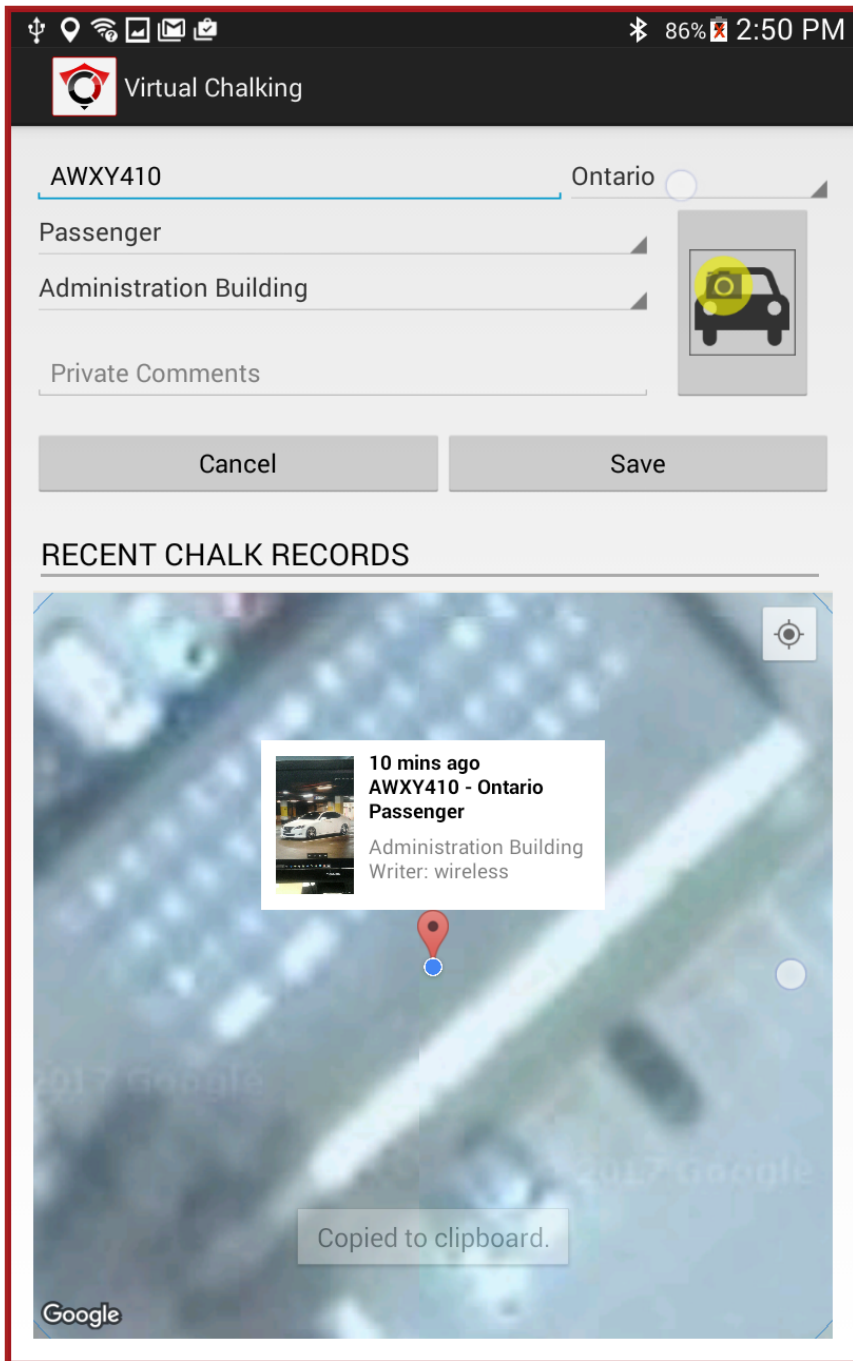 86% 2:50 PM
Virtual Chalking
AWXY410 Ontario
Passenger
Administration Building
Private Comments
Cancel Save
RECENT CHALK RECORDS
10 mins ago
AWXY410 - Ontario
Passenger
Administration Building
Writer: wireless
2017 Google
2017 Google
Copied to clipboard.
Google